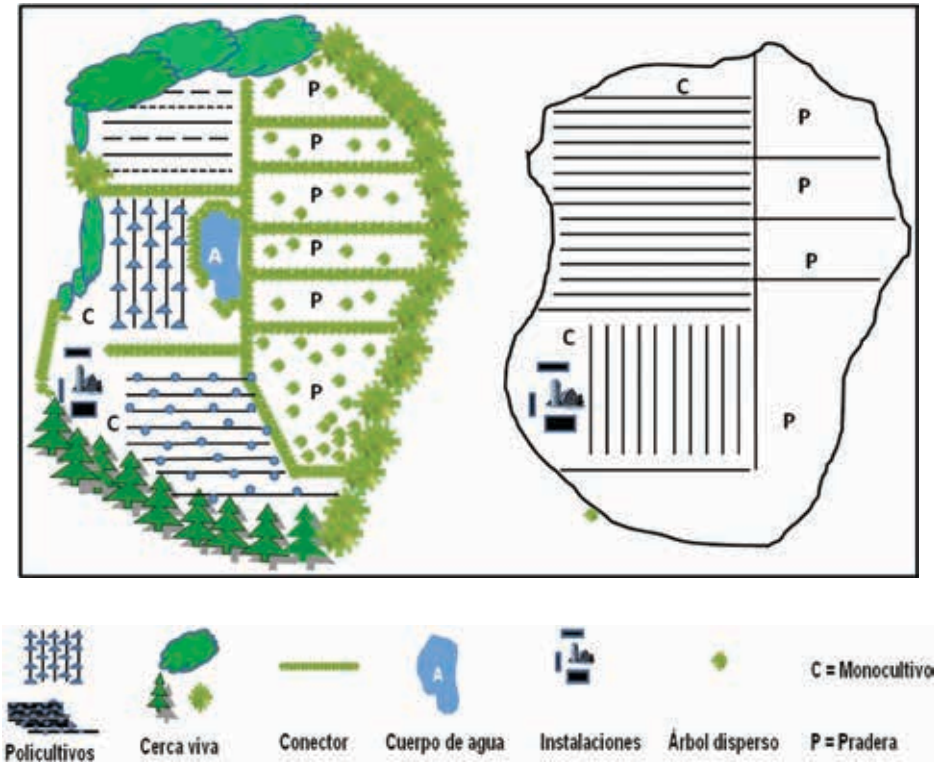 P
P
P
A
P
C
P
C
P
C
P
P
P
C
P
A
C = Monocultivo
Policultivos
Cerca viva
Conector
Cuerpo de agua
Instalaciones
Árbol disperso
P = Pradera